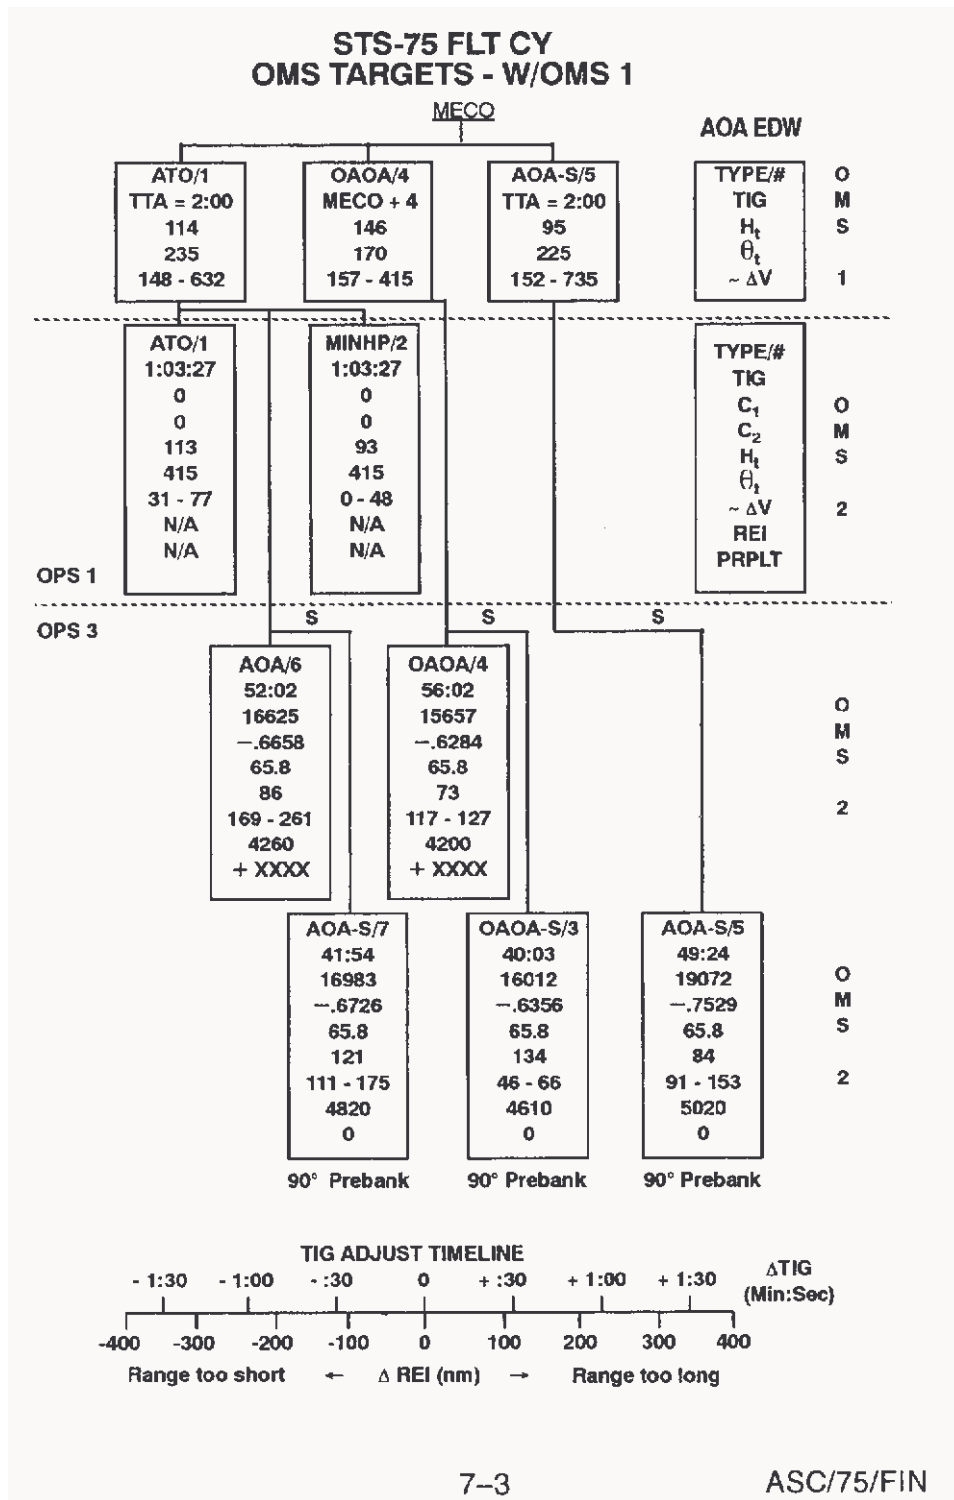 STS-75 FLT CY
OMS TARGETS - W/OMS 1
MECO
AOA EDW
ATO/1
TTA = 2:00
114
235
148 - 632
OAOA/4
MECO + 4
146
170
157 - 415
AOA-S/5
TTA = 2:00
95
225
152 - 735
TYPE/#
TIG
Ht
θt
~ ΔV
O
M
S
1
ATO/1
1:03:27
0
0
113
415
31 - 77
N/A
N/A
MINHP/2
1:03:27
0
0
93
415
0 - 48
N/A
N/A
TYPE/#
TIG
C1
C2
Ht
θt
~ ΔV
REI
PRPLT
O
M
S
2
OPS 1
OPS 3
S
S
S
AOA/6
52:02
16625
−.6658
65.8
86
169 - 261
4260
+ XXXX
OAOA/4
56:02
15657
−.6284
65.8
73
117 - 127
4200
+ XXXX
O
M
S
2
AOA-S/7
41:54
16983
−.6726
65.8
121
111 - 175
4820
0
90° Prebank
OAOA-S/3
40:03
16012
−.6356
65.8
134
46 - 66
4610
0
90° Prebank
AOA-S/5
49:24
19072
−.7529
65.8
84
91 - 153
5020
0
90° Prebank
O
M
S
2
TIG ADJUST TIMELINE
- 1:30 - 1:00 - :30 0 + :30 + 1:00 + 1:30
ΔTIG
(Min:Sec)
-400 -300 -200 -100 0 100 200 300 400
Range too short ← Δ REI (nm) → Range too long
7–3
ASC/75/FIN